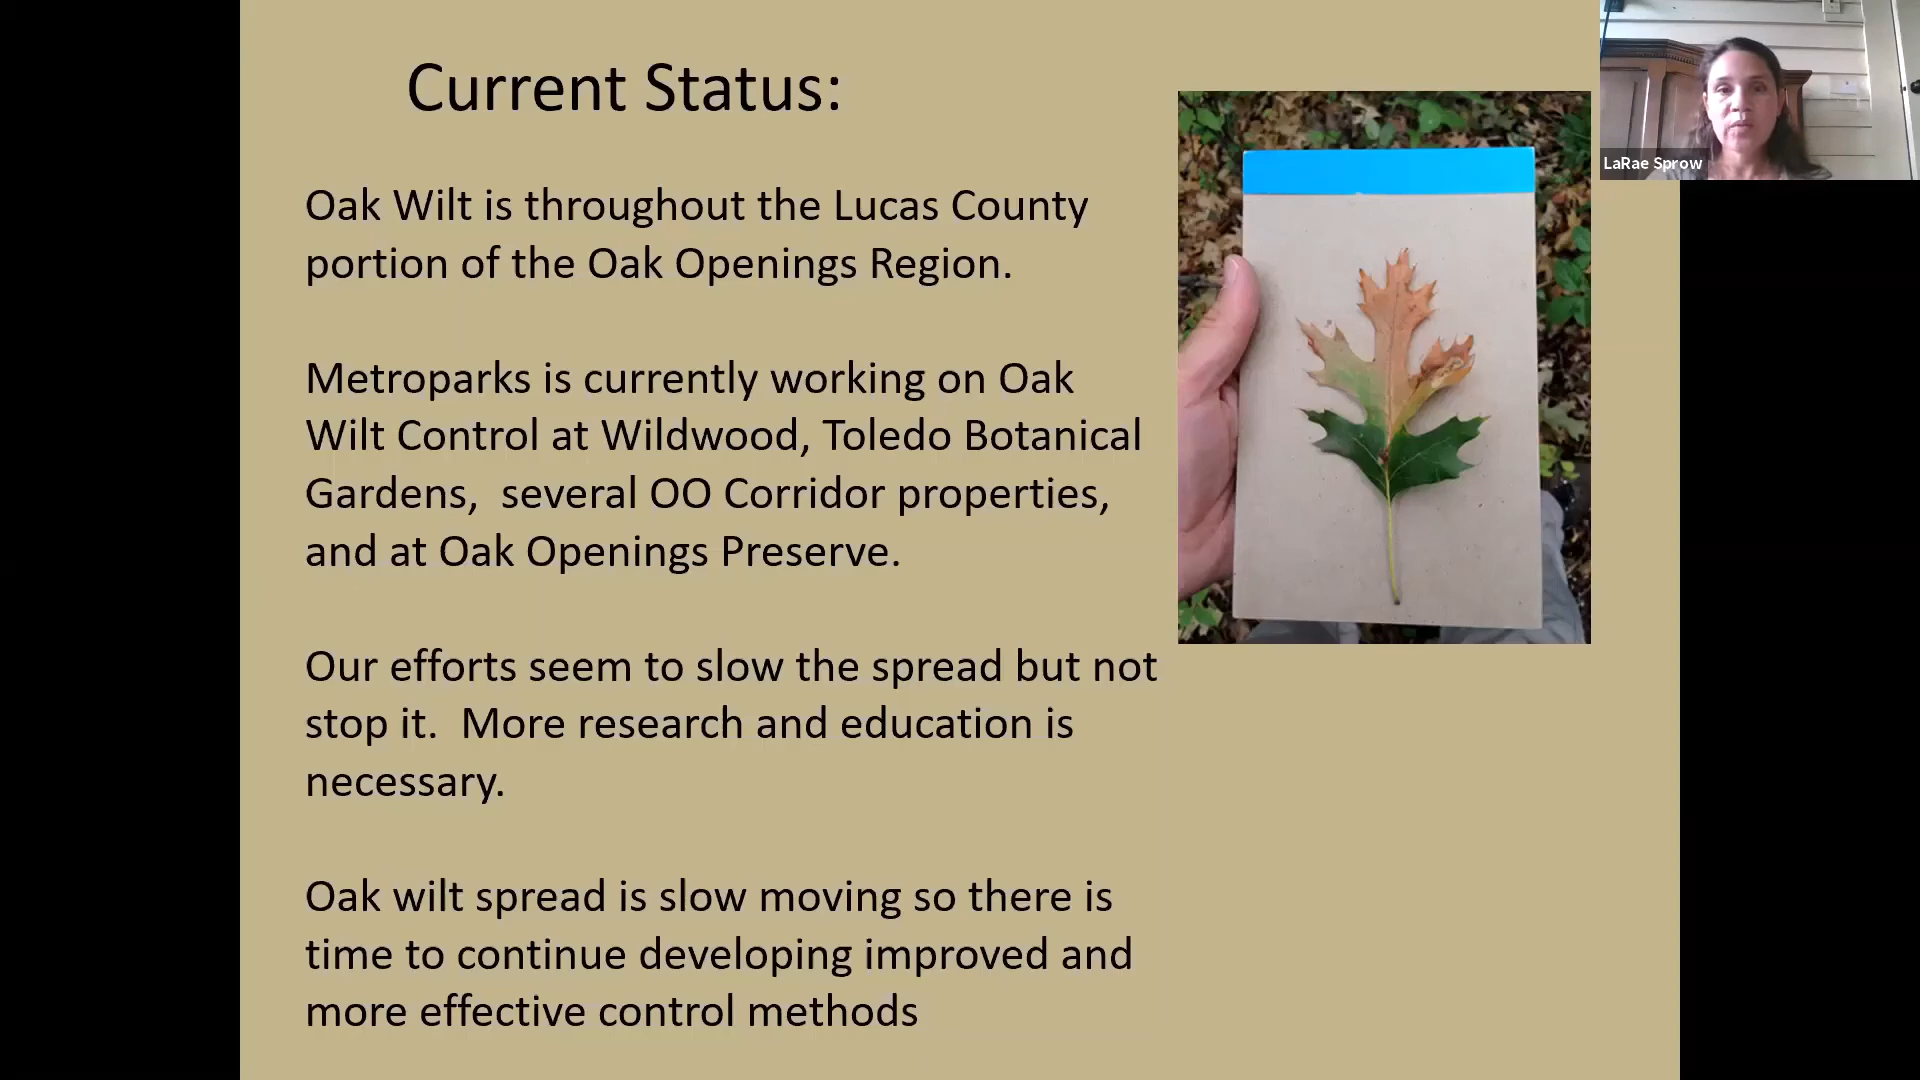 Current Status:
LaRae Sprow
Oak Wilt is throughout the Lucas County
portion of the Oak Openings Region.
Metroparks is currently working on Oak
Wilt Control at Wildwood, Toledo Botanical
Gardens,  several OO Corridor properties,
and at Oak Openings Preserve.
Our efforts seem to slow the spread but not
stop it.  More research and education is
necessary.
Oak wilt spread is slow moving so there is
time to continue developing improved and
more effective control methods